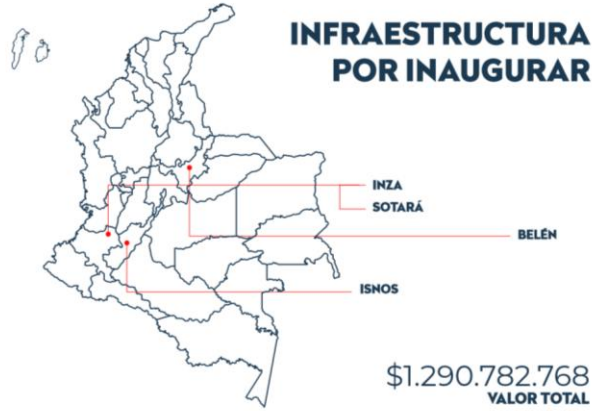 INFRAESTRUCTURA
POR INAUGURAR
INZA
SOTARÁ
BELÉN
ISNOS
$1.290.782.768
VALOR TOTAL